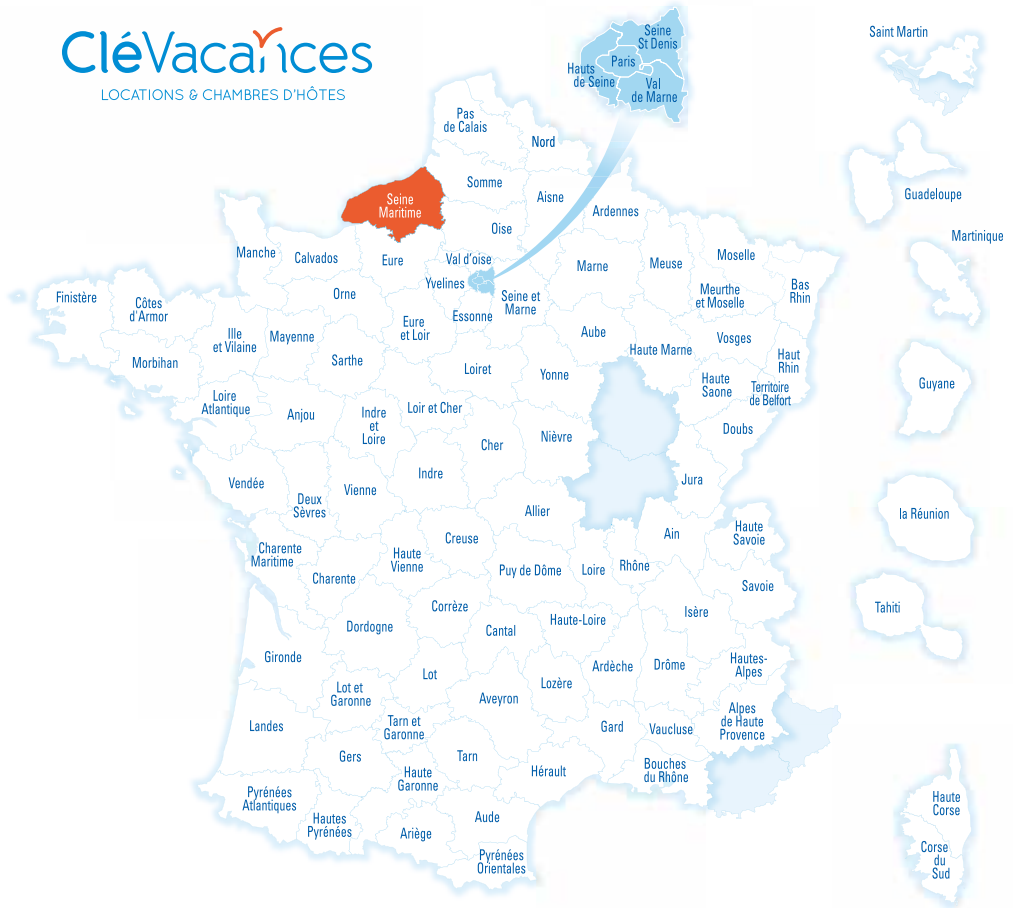 CléVacances
LOCATIONS & CHAMBRES D'HÔTES
Seine
St Denis
Paris
Hauts
de Seine
Val
de Marne
Saint Martin
Guadeloupe
Martinique
Guyane
la Réunion
Tahiti
Haute
Corse
Corse
du
Sud
Pas
de Calais
Nord
Somme
Aisne
Ardennes
Seine
Maritime
Oise
Manche
Calvados
Eure
Val d'oise
Marne
Meuse
Moselle
Bas
Rhin
Meurthe
et Moselle
Finistère
Côtes
d'Armor
Orne
Yvelines
Seine et
Marne
Essonne
Ille
et Vilaine
Mayenne
Eure
et Loir
Aube
Haute Marne
Vosges
Haut
Rhin
Morbihan
Sarthe
Loiret
Yonne
Haute
Saone
Territoire
de Belfort
Loire
Atlantique
Anjou
Indre
et
Loire
Loir et Cher
Cher
Nièvre
Doubs
Vendée
Deux
Sèvres
Vienne
Indre
Jura
Allier
Charente
Maritime
Charente
Haute
Vienne
Creuse
Puy de Dôme
Loire
Rhône
Ain
Haute
Savoie
Savoie
Corrèze
Dordogne
Cantal
Haute-Loire
Isère
Gironde
Lot
Ardèche
Drôme
Hautes-
Alpes
Lot et
Garonne
Aveyron
Lozère
Landes
Tarn et
Garonne
Gard
Vaucluse
Alpes
de Haute
Provence
Gers
Tarn
Hérault
Bouches
du Rhône
Haute
Garonne
Pyrénées
Atlantiques
Hautes
Pyrénées
Ariège
Aude
Pyrénées
Orientales